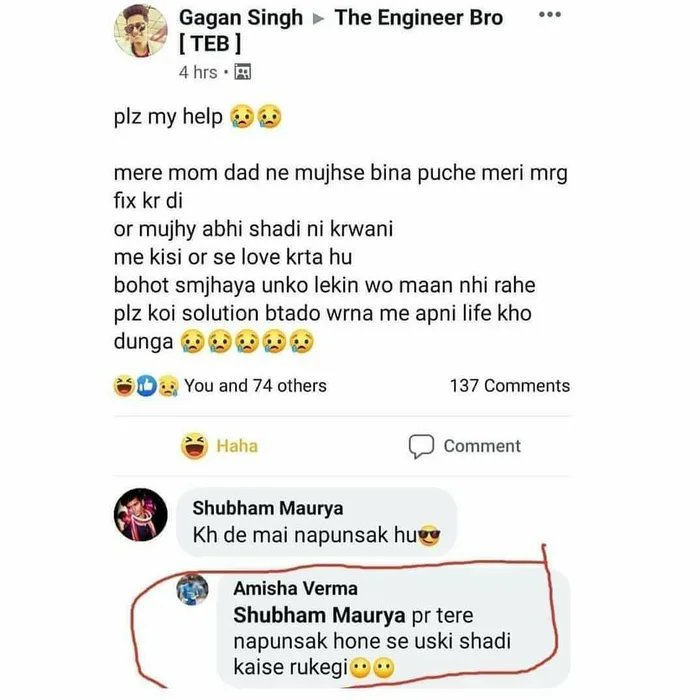 Gagan Singh ▸ The Engineer Bro
[ TEB ]
4 hrs ·
plz my help 😢😢
mere mom dad ne mujhse bina puche meri mrg
fix kr di
or mujhy abhi shadi ni krwani
me kisi or se love krta hu
bohot smjhaya unko lekin wo maan nhi rahe
plz koi solution btado wrna me apni life kho
dunga 😢😢😢😢😢
You and 74 others 137 Comments
Haha Comment
Shubham Maurya
Kh de mai napunsak hu😎
Amisha Verma
Shubham Maurya pr tere
napunsak hone se uski shadi
kaise rukegi😶😶